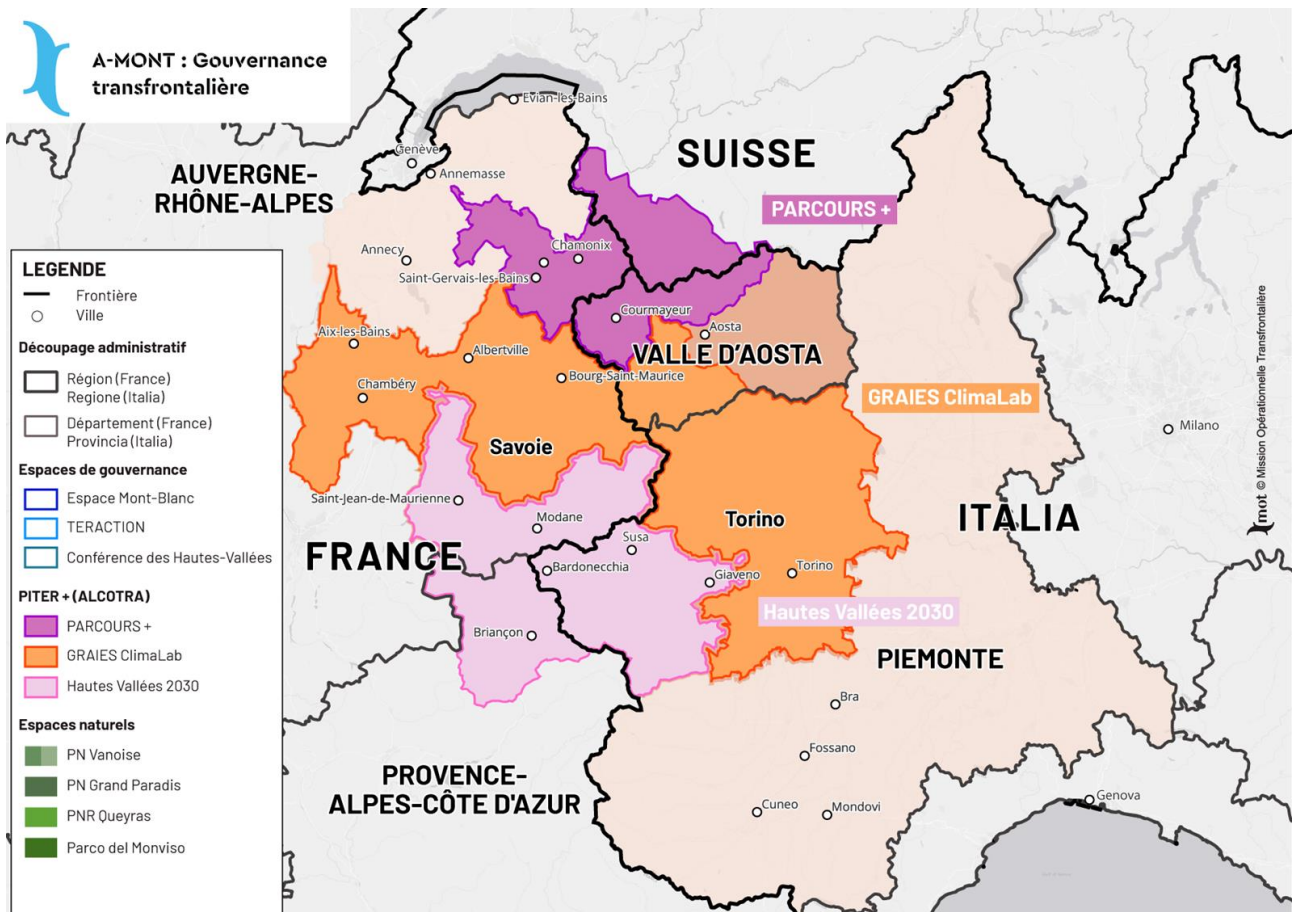 A-MONT : Gouvernance
transfrontalière
Evian-les-Bains
Genève
Annemasse
SUISSE
AUVERGNE-
RHÔNE-ALPES
PARCOURS +
Annecy
Chamonix
Saint-Gervais-les-Bains
Courmayeur
Aix-les-Bains
Aosta
Albertville
VALLE D'AOSTA
Bourg-Saint-Maurice
Chambéry
GRAIES ClimaLab
Milano
Savoie
Saint-Jean-de-Maurienne
Modane
Torino
ITALIA
Susa
FRANCE
Bardonecchia
Giaveno
Torino
Hautes Vallées 2030
Briançon
PIEMONTE
Bra
Fossano
PROVENCE-
ALPES-CÔTE D'AZUR
Cuneo
Mondovi
Genova
LEGENDE
Frontière
Ville
Découpage administratif
Région (France)
Regione (Italia)
Département (France)
Provincia (Italia)
Espaces de gouvernance
Espace Mont-Blanc
TERACTION
Conférence des Hautes-Vallées
PITER + (ALCOTRA)
PARCOURS +
GRAIES ClimaLab
Hautes Vallées 2030
Espaces naturels
PN Vanoise
PN Grand Paradis
PNR Queyras
Parco del Monviso
mot © Mission Opérationnelle Transfrontalière